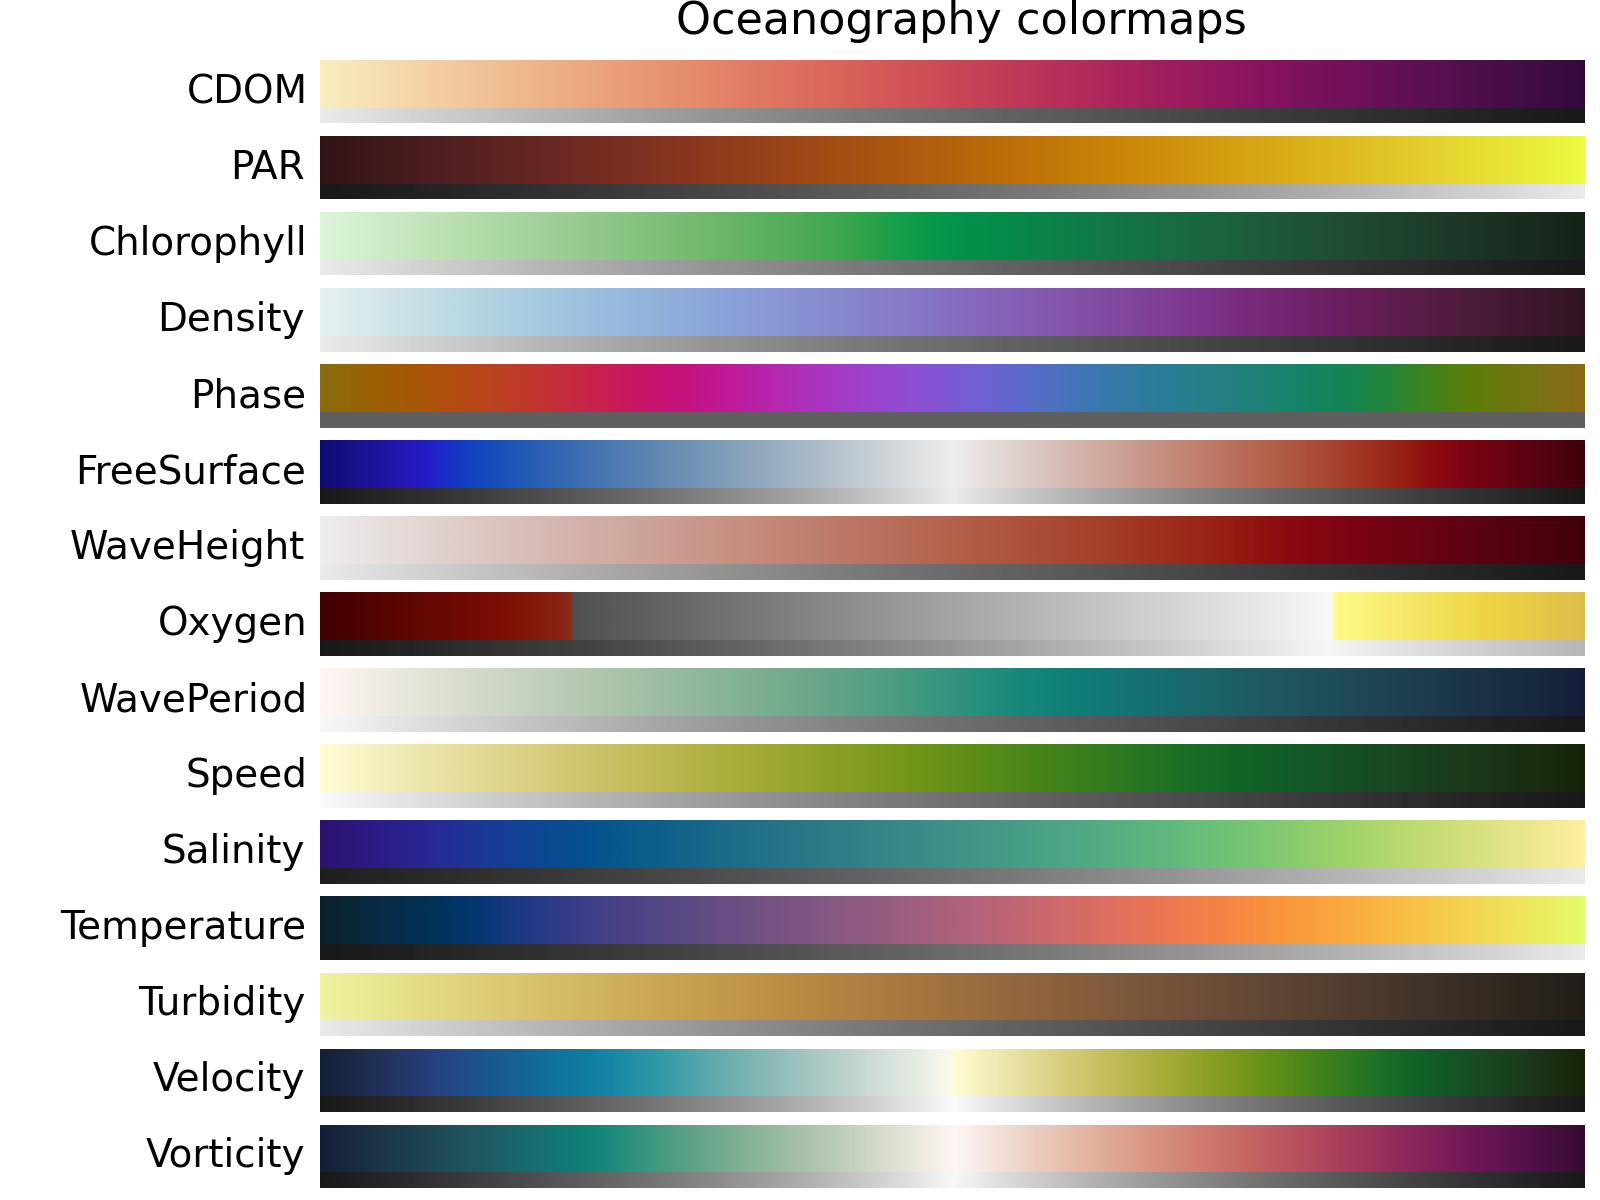 Oceanography colormaps
CDOM
PAR
Chlorophyll
Density
Phase
FreeSurface
WaveHeight
Oxygen
WavePeriod
Speed
Salinity
Temperature
Turbidity
Velocity
Vorticity